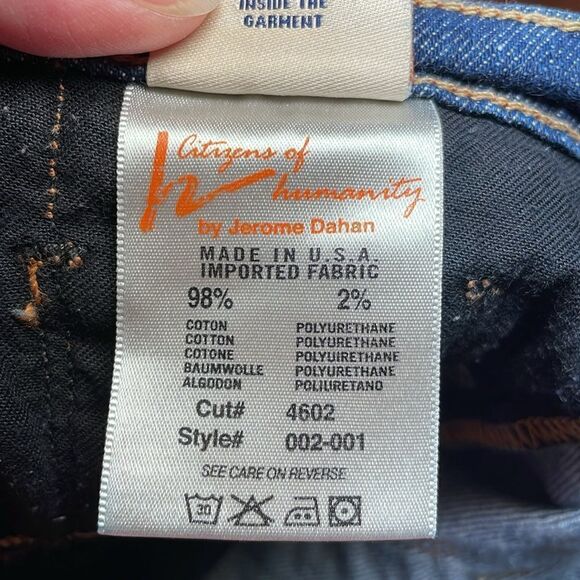 INSIDE THE
GARMENT
Citizens of
humanity
by Jerome Dahan
MADE IN U.S.A.
IMPORTED FABRIC
98% 2%
COTON POLYURETHANE
COTTON POLYURETHANE
COTONE POLYUIRETHANE
BAUMWOLLE POLYURETHANE
ALGODON POLIURETANO
Cut# 4602
Style# 002-001
SEE CARE ON REVERSE
30